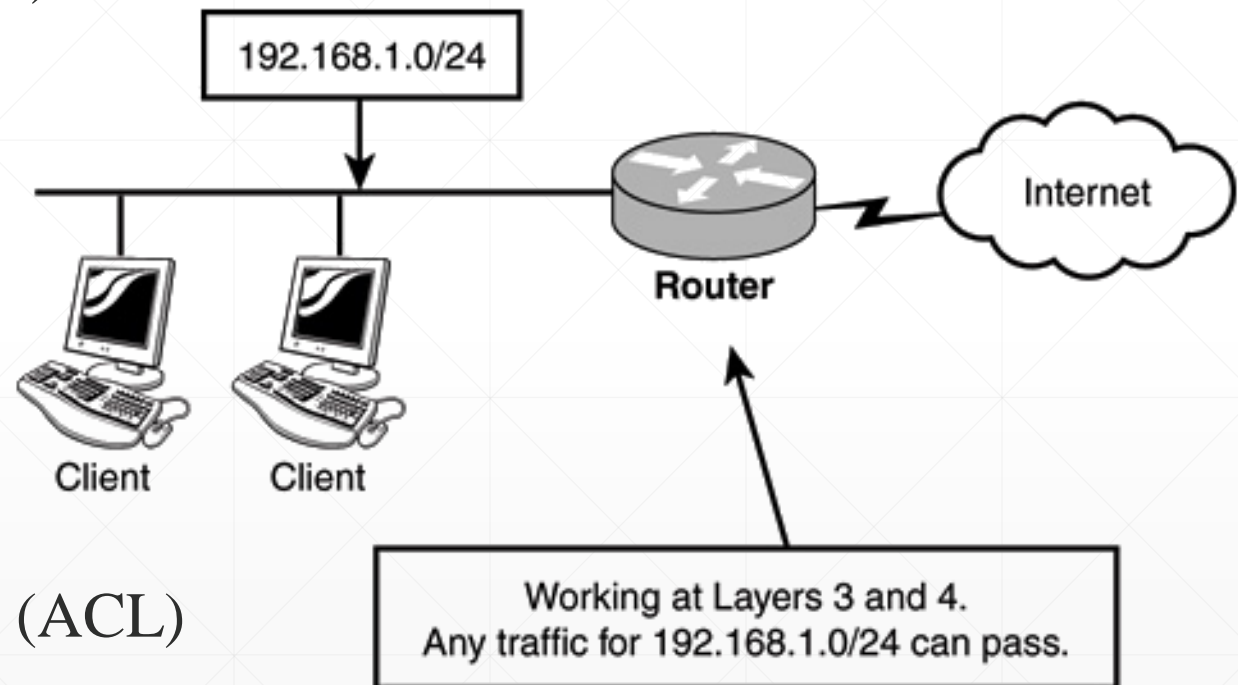 )
192.168.1.0/24
Internet
Router
Client
Client
(ACL)
Working at Layers 3 and 4.
Any traffic for 192.168.1.0/24 can pass.